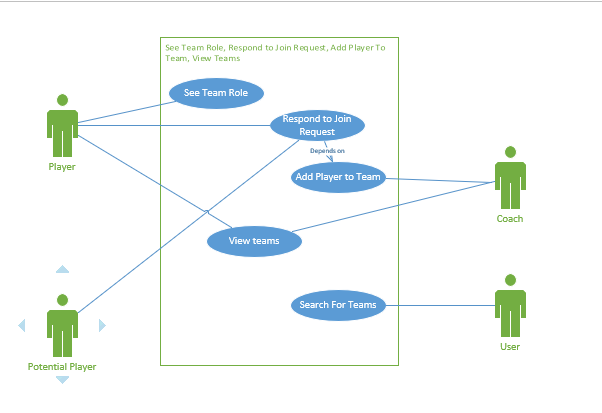 See Team Role, Respond to Join Request, Add Player To
Team, View Teams
See Team Role
Respond to Join
Request
Depends on
Player
Add Player to Team
Coach
View teams
Search For Teams
User
Potential Player